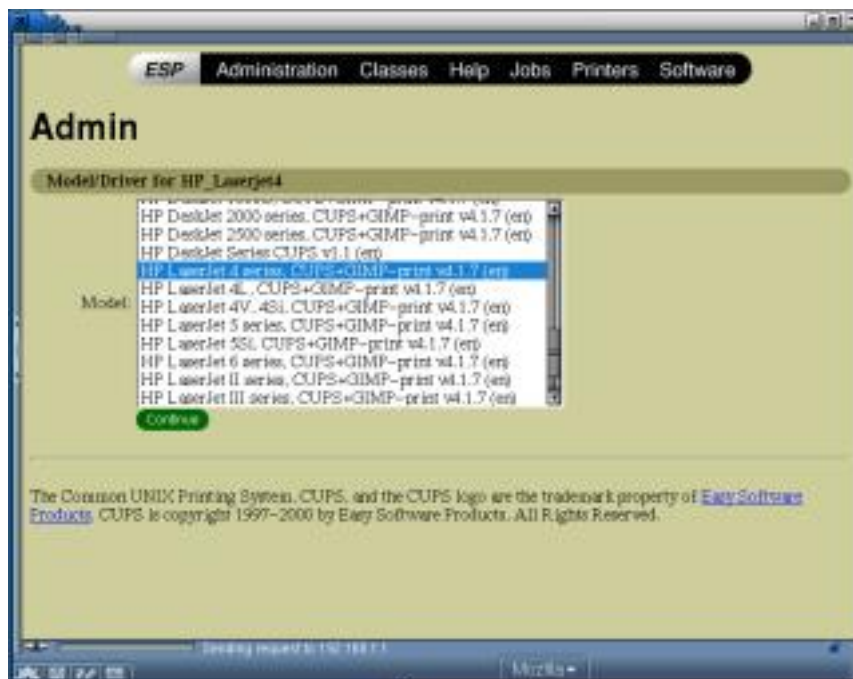 ESP Administration Classes Help Jobs Printers Software
Admin
Model/Driver for HP_Laserjet4
HP DeskJet 2000 series, CUPS+GIMP-print v4.1.7 (en)
HP DeskJet 2500 series, CUPS+GIMP-print v4.1.7 (en)
HP DeskJet Series CUPS v1.1 (en)
HP LaserJet 4 series, CUPS+GIMP-print v4.1.7 (en)
HP LaserJet 4L, CUPS+GIMP-print v4.1.7 (en)
Model: HP LaserJet 4V, 4Si, CUPS+GIMP-print v4.1.7 (en)
HP LaserJet 5 series, CUPS+GIMP-print v4.1.7 (en)
HP LaserJet 5Si, CUPS+GIMP-print v4.1.7 (en)
HP LaserJet 6 series, CUPS+GIMP-print v4.1.7 (en)
HP LaserJet II series, CUPS+GIMP-print v4.1.7 (en)
HP LaserJet III series, CUPS+GIMP-print v4.1.7 (en)
Continue
The Common UNIX Printing System, CUPS, and the CUPS logo are the trademark property of Easy Software
Products. CUPS is copyright 1997-2000 by Easy Software Products. All Rights Reserved.
Sending request to 192.168.1.1
Mozilla